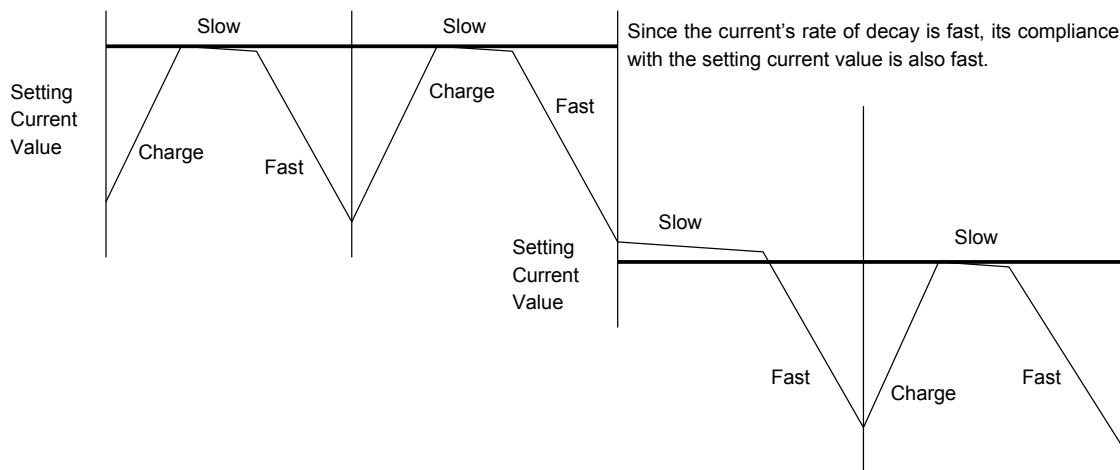 Slow
Slow
Since the current's rate of decay is fast, its compliance
with the setting current value is also fast.
Setting
Current
Value
Charge
Fast
Charge
Fast
Slow
Setting
Current
Value
Slow
Fast
Charge
Fast